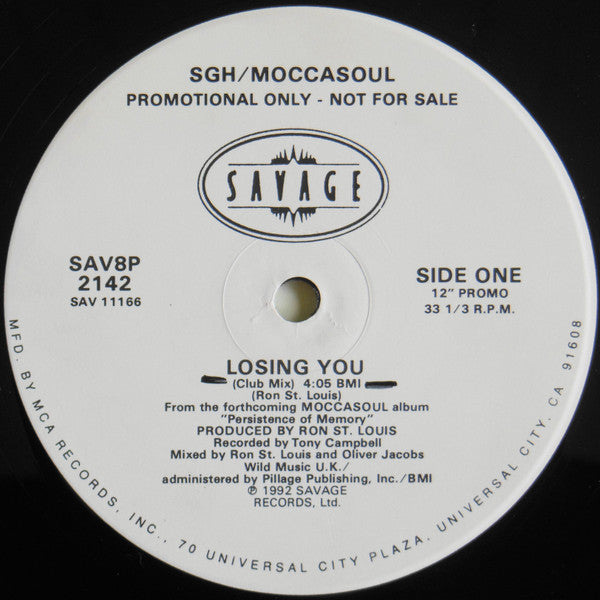 SGH/MOCCASOUL
PROMOTIONAL ONLY - NOT FOR SALE
SAVAGE
SAV8P
2142
SAV 11166
SIDE ONE
12" PROMO
33 1/3 R.P.M.
LOSING YOU
(Club Mix) 4:05 BMI
(Ron St. Louis)
From the forthcoming MOCCASOUL album
"Persistence of Memory"
PRODUCED BY RON ST. LOUIS
Recorded by Tony Campbell
Mixed by Ron St. Louis and Oliver Jacobs
Wild Music U.K./
administered by Pillage Publishing, Inc./BMI
℗ 1992 SAVAGE
RECORDS, Ltd.
MFD. BY MCA RECORDS, INC., 70 UNIVERSAL CITY PLAZA, UNIVERSAL CITY, CA 91608